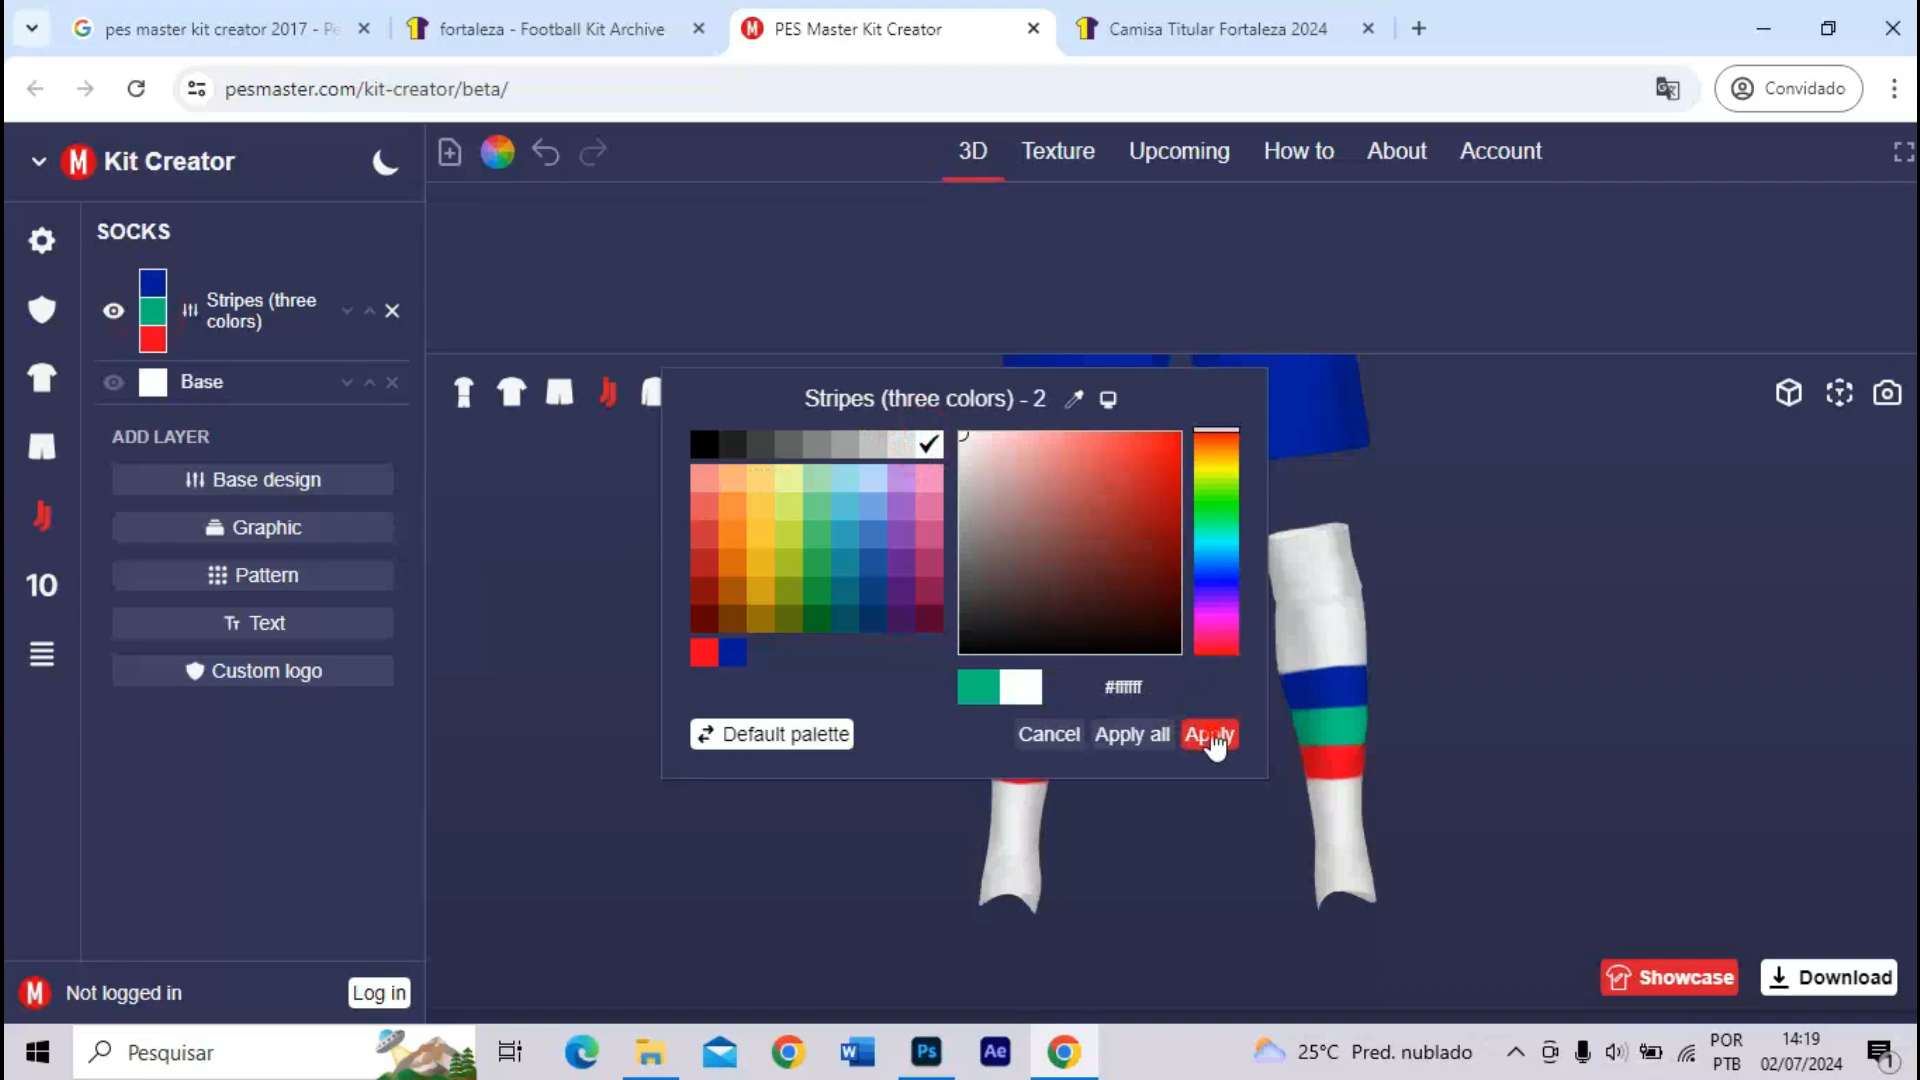 pes master kit creator 2017 - Pe
fortaleza - Football Kit Archive
PES Master Kit Creator
Camisa Titular Fortaleza 2024
pesmaster.com/kit-creator/beta/
Convidado
M Kit Creator
3D
Texture
Upcoming
How to
About
Account
SOCKS
Stripes (three colors)
Base
ADD LAYER
Base design
Graphic
Pattern
Text
Custom logo
10
Stripes (three colors) - 2
#ffffff
Default palette
Cancel
Apply all
Apply
M Not logged in
Log in
Showcase
Download
Pesquisar
Ps
Ae
25°C Pred. nublado
POR
PTB
14:19
02/07/2024
1